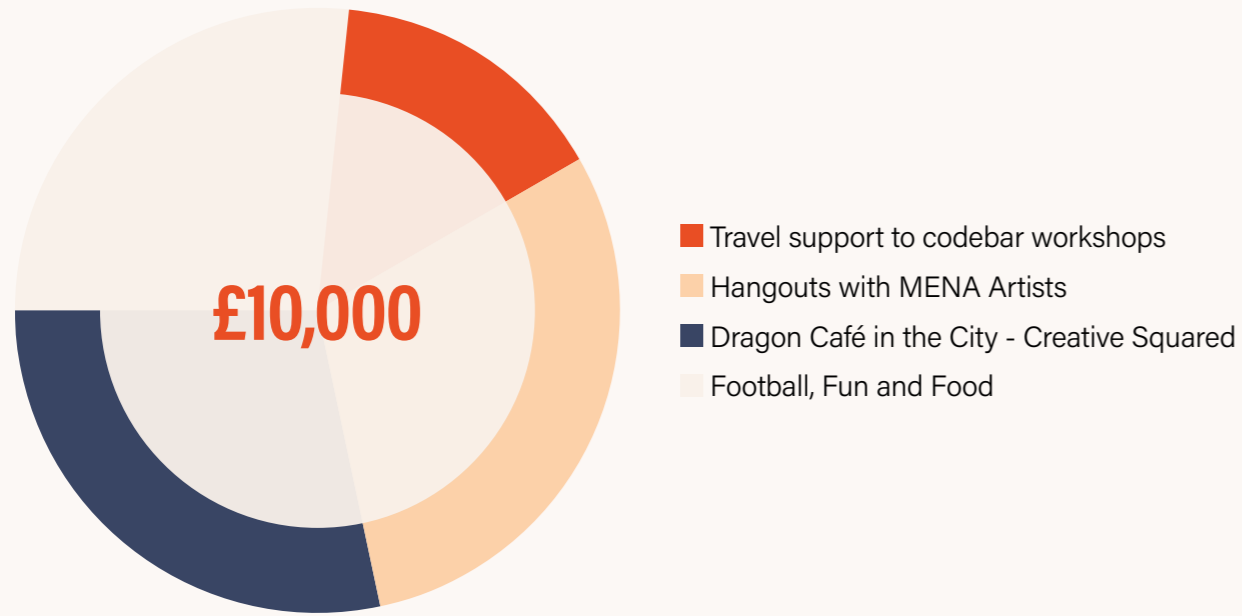 £10,000
Travel support to codebar workshops
Hangouts with MENA Artists
Dragon Café in the City - Creative Squared
Football, Fun and Food